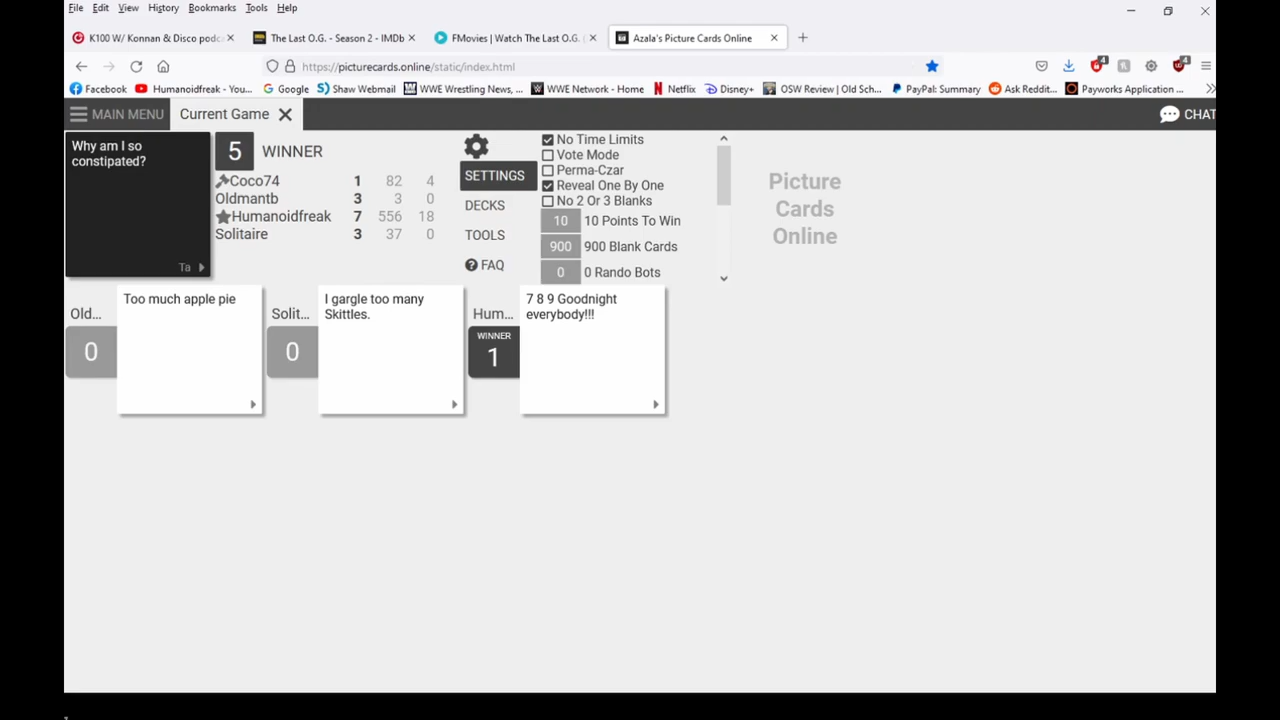 File Edit View History Bookmarks Tools Help
K100 W/ Konnan & Disco podc
The Last O.G. - Season 2 - IMDb
FMovies | Watch The Last O.G. (
Azala's Picture Cards Online
https://picturecards.online/static/index.html
4
4
Facebook
Humanoidfreak - You...
Google
Shaw Webmail
WWE Wrestling News, ...
WWE Network - Home
Netflix
Disney+
OSW Review | Old Sch...
PayPal: Summary
Ask Reddit...
Payworks Application ...
MAIN MENU
Current Game
CHAT
Why am I so
constipated?
Ta
5 WINNER
Coco74 1 82 4
Oldmantb 3 3 0
Humanoidfreak 7 556 18
Solitaire 3 37 0
SETTINGS
DECKS
TOOLS
FAQ
No Time Limits
Vote Mode
Perma-Czar
Reveal One By One
No 2 Or 3 Blanks
10 10 Points To Win
900 900 Blank Cards
0 0 Rando Bots
Picture
Cards
Online
Old...
0
Too much apple pie
Solit...
0
I gargle too many
Skittles.
Hum...
WINNER
1
7 8 9 Goodnight
everybody!!!